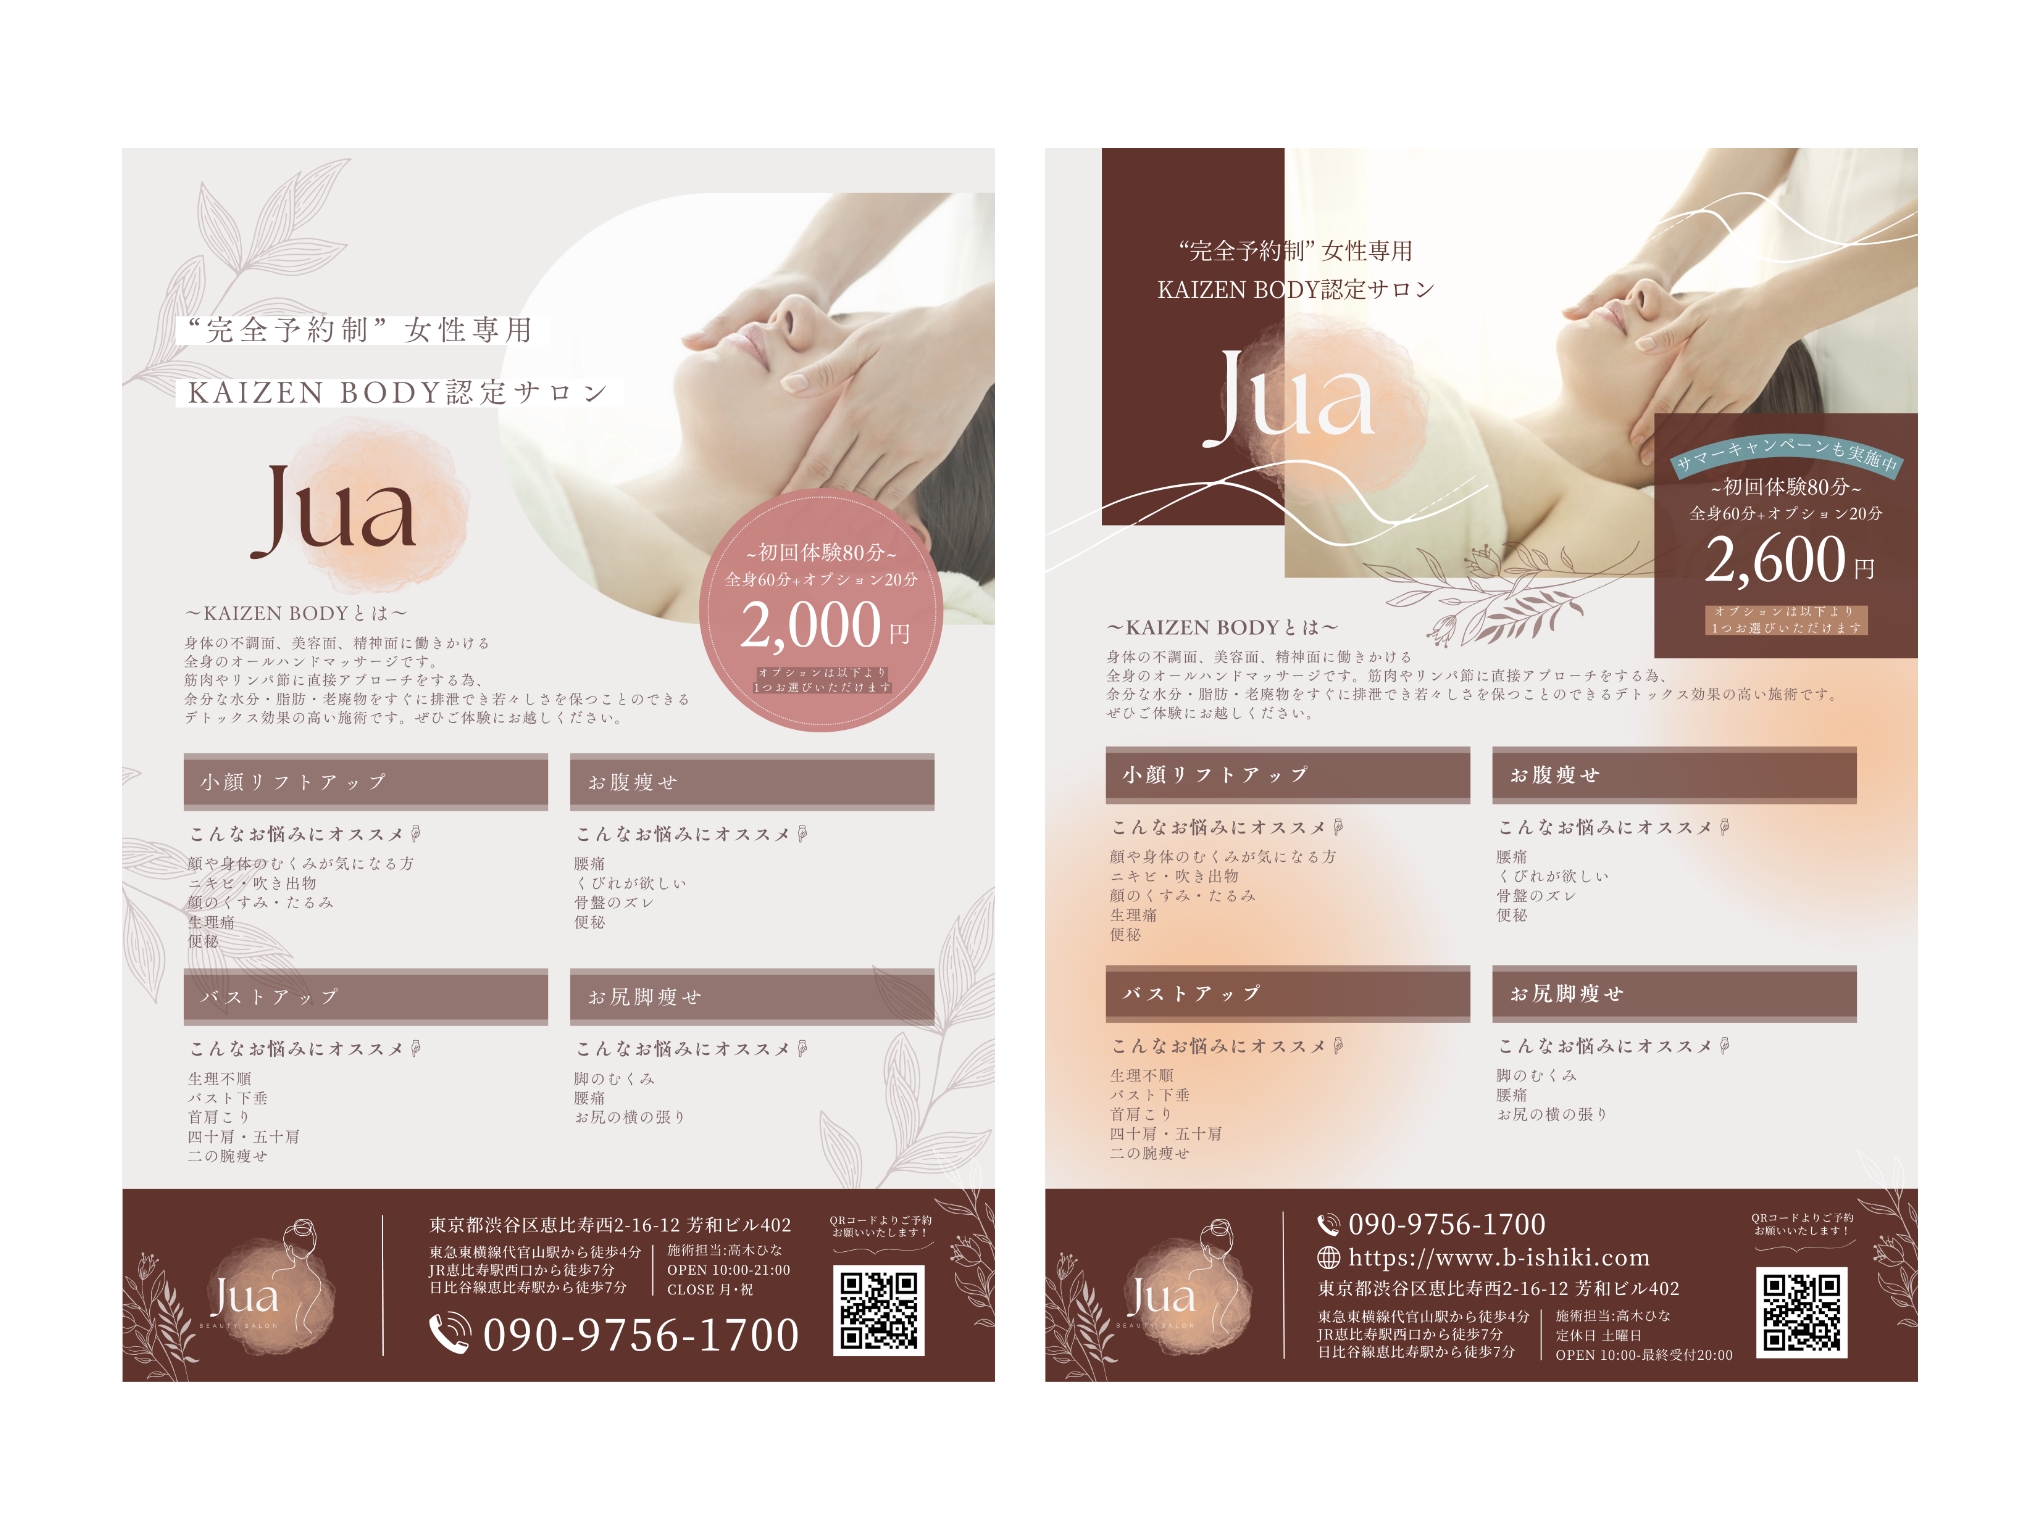 “完全予約制” 女性専用
KAIZEN BODY認定サロン
Jua
~初回体験80分~
全身60分+オプション20分
2,000 円
オプションは以下より
1つお選びいただけます
～KAIZEN BODYとは～
身体の不調面、美容面、精神面に働きかける
全身のオールハンドマッサージです。
筋肉やリンパ節に直接アプローチをする為、
余分な水分・脂肪・老廃物をすぐに排泄でき若々しさを保つことのできる
デトックス効果の高い施術です。ぜひご体験にお越しください。
小顔リフトアップ
こんなお悩みにオススメ
顔や身体のむくみが気になる方
ニキビ・吹き出物
顔のくすみ・たるみ
生理痛
便秘
お腹痩せ
こんなお悩みにオススメ
腰痛
くびれが欲しい
骨盤のズレ
便秘
バストアップ
こんなお悩みにオススメ
生理不順
バスト下垂
首肩こり
四十肩・五十肩
二の腕痩せ
お尻脚痩せ
こんなお悩みにオススメ
脚のむくみ
腰痛
お尻の横の張り
Jua
BEAUTY SALON
東京都渋谷区恵比寿西2-16-12 芳和ビル402
東急東横線代官山駅から徒歩4分
JR恵比寿駅西口から徒歩7分
日比谷線恵比寿駅から徒歩7分
施術担当:高木ひな
OPEN 10:00-21:00
CLOSE 月・祝
090-9756-1700
QRコードよりご予約
お願いいたします！
“完全予約制” 女性専用
KAIZEN BODY認定サロン
Jua
サマーキャンペーンも実施中
~初回体験80分~
全身60分+オプション20分
2,600 円
オプションは以下より
1つお選びいただけます
～KAIZEN BODYとは～
身体の不調面、美容面、精神面に働きかける
全身のオールハンドマッサージです。筋肉やリンパ節に直接アプローチをする為、
余分な水分・脂肪・老廃物をすぐに排泄でき若々しさを保つことのできるデトックス効果の高い施術です。
ぜひご体験にお越しください。
小顔リフトアップ
こんなお悩みにオススメ
顔や身体のむくみが気になる方
ニキビ・吹き出物
顔のくすみ・たるみ
生理痛
便秘
お腹痩せ
こんなお悩みにオススメ
腰痛
くびれが欲しい
骨盤のズレ
便秘
バストアップ
こんなお悩みにオススメ
生理不順
バスト下垂
首肩こり
四十肩・五十肩
二の腕痩せ
お尻脚痩せ
こんなお悩みにオススメ
脚のむくみ
腰痛
お尻の横の張り
Jua
BEAUTY SALON
090-9756-1700
https://www.b-ishiki.com
東京都渋谷区恵比寿西2-16-12 芳和ビル402
東急東横線代官山駅から徒歩4分
JR恵比寿駅西口から徒歩7分
日比谷線恵比寿駅から徒歩7分
施術担当:高木ひな
定休日 土曜日
OPEN 10:00-最終受付20:00
QRコードよりご予約
お願いいたします！